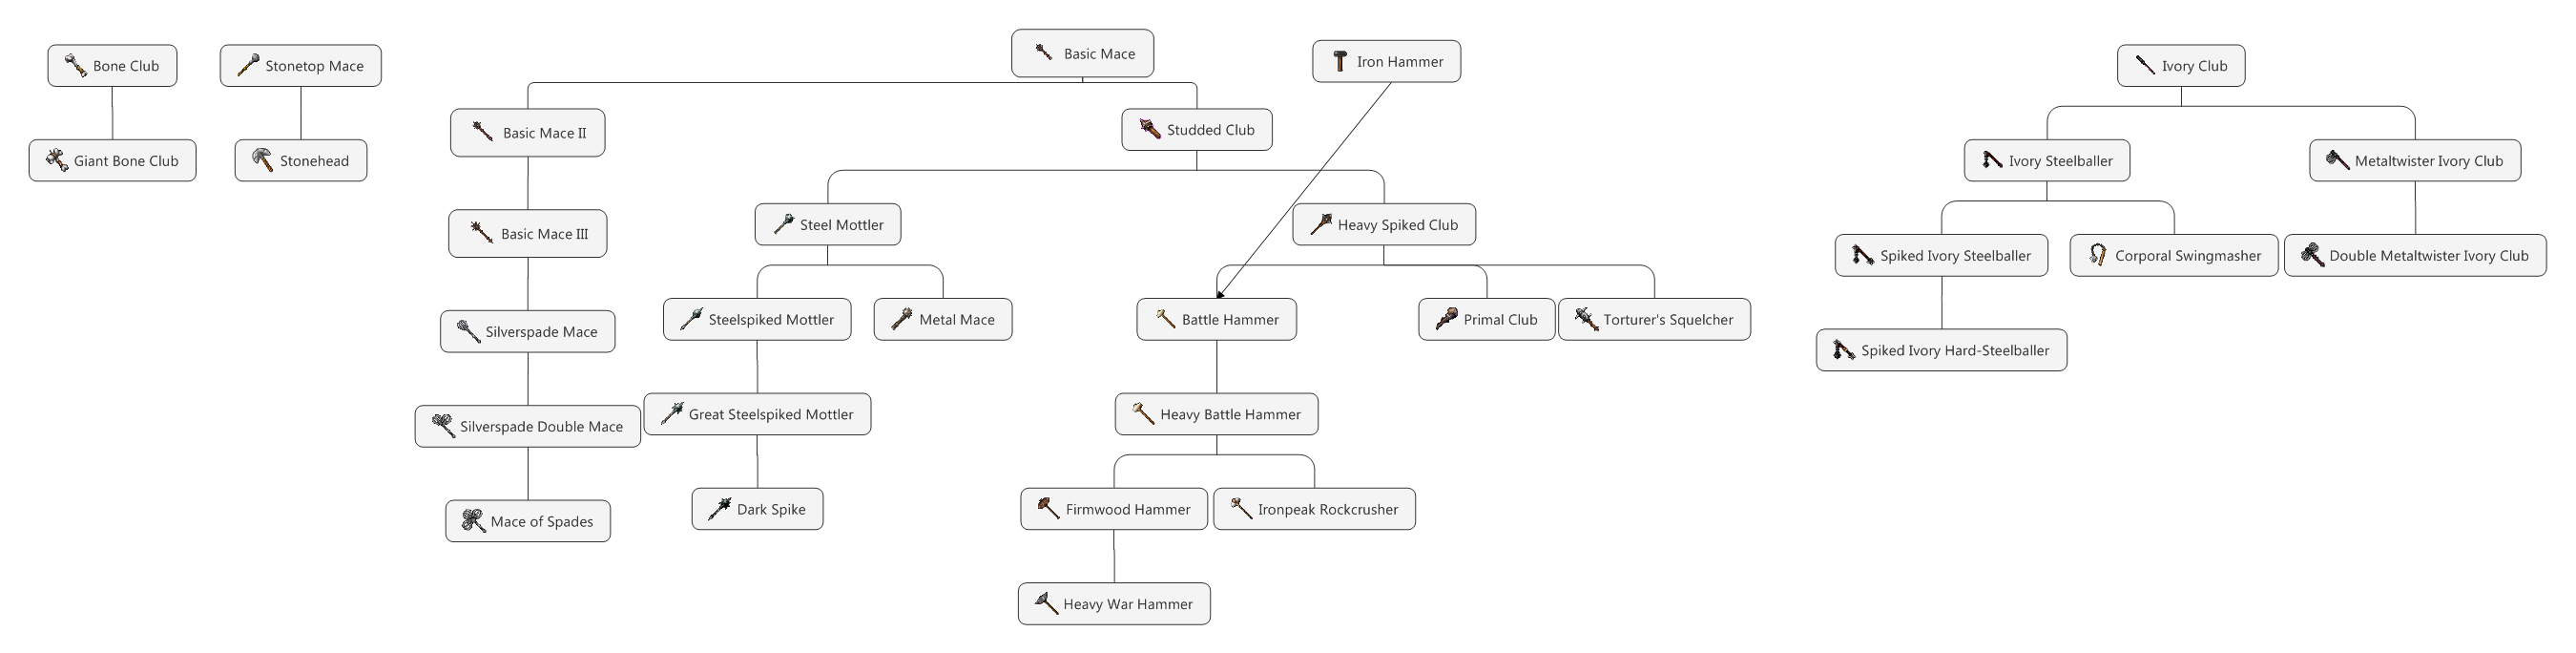 Bone Club
Stonetop Mace
Basic Mace
Iron Hammer
Ivory Club
Giant Bone Club
Stonehead
Basic Mace II
Studded Club
Ivory Steelballer
Metaltwister Ivory Club
Basic Mace III
Steel Mottler
Heavy Spiked Club
Spiked Ivory Steelballer
Corporal Swingmasher
Double Metaltwister Ivory Club
Silverspade Mace
Steelspiked Mottler
Metal Mace
Battle Hammer
Primal Club
Torturer's Squelcher
Spiked Ivory Hard-Steelballer
Silverspade Double Mace
Great Steelspiked Mottler
Heavy Battle Hammer
Mace of Spades
Dark Spike
Firmwood Hammer
Ironpeak Rockcrusher
Heavy War Hammer